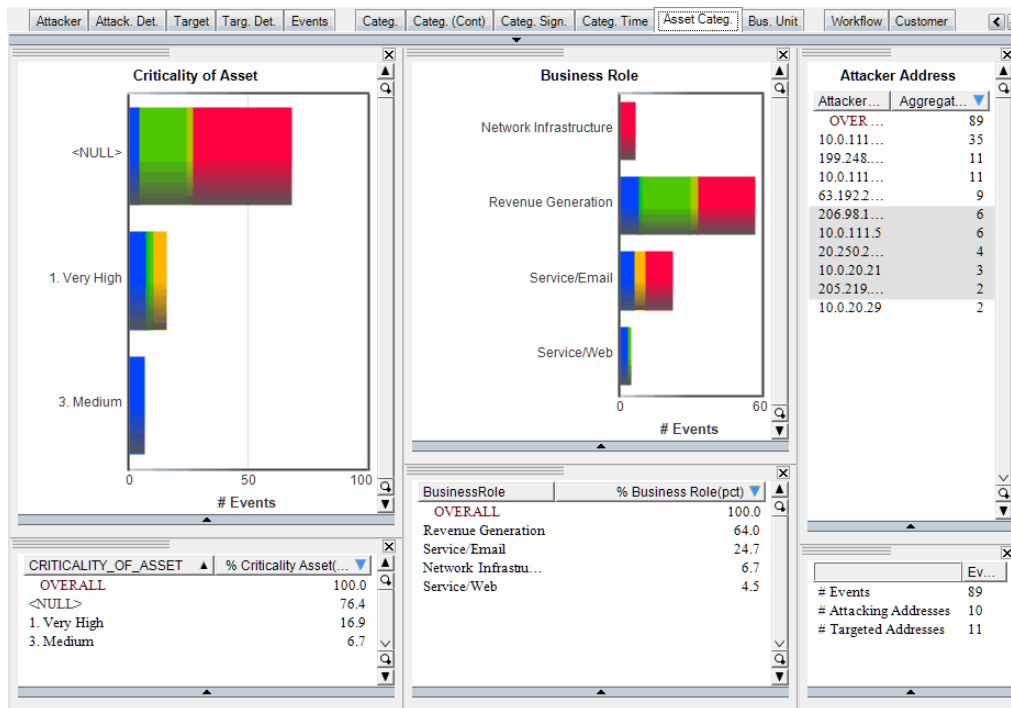 Attacker Attack. Det. Target Targ. Det. Events Categ. Categ. (Cont) Categ. Sign. Categ. Time Asset Categ. Bus. Unit Workflow Customer
Criticality of Asset
<NULL>
1. Very High
3. Medium
0 50 100
# Events
CRITICALITY_OF_ASSET % Criticality Asset(...
OVERALL 100.0
<NULL> 76.4
1. Very High 16.9
3. Medium 6.7
Business Role
Network Infrastructure
Revenue Generation
Service/Email
Service/Web
0 60
# Events
BusinessRole % Business Role(pct)
OVERALL 100.0
Revenue Generation 64.0
Service/Email 24.7
Network Infrastru... 6.7
Service/Web 4.5
Attacker Address
Attacker... Aggregat...
OVER ... 89
10.0.111... 35
199.248.... 11
10.0.111... 11
63.192.2... 9
206.98.1... 6
10.0.111.5 6
20.250.2... 4
10.0.20.21 3
205.219.... 2
10.0.20.29 2
Ev...
# Events 89
# Attacking Addresses 10
# Targeted Addresses 11